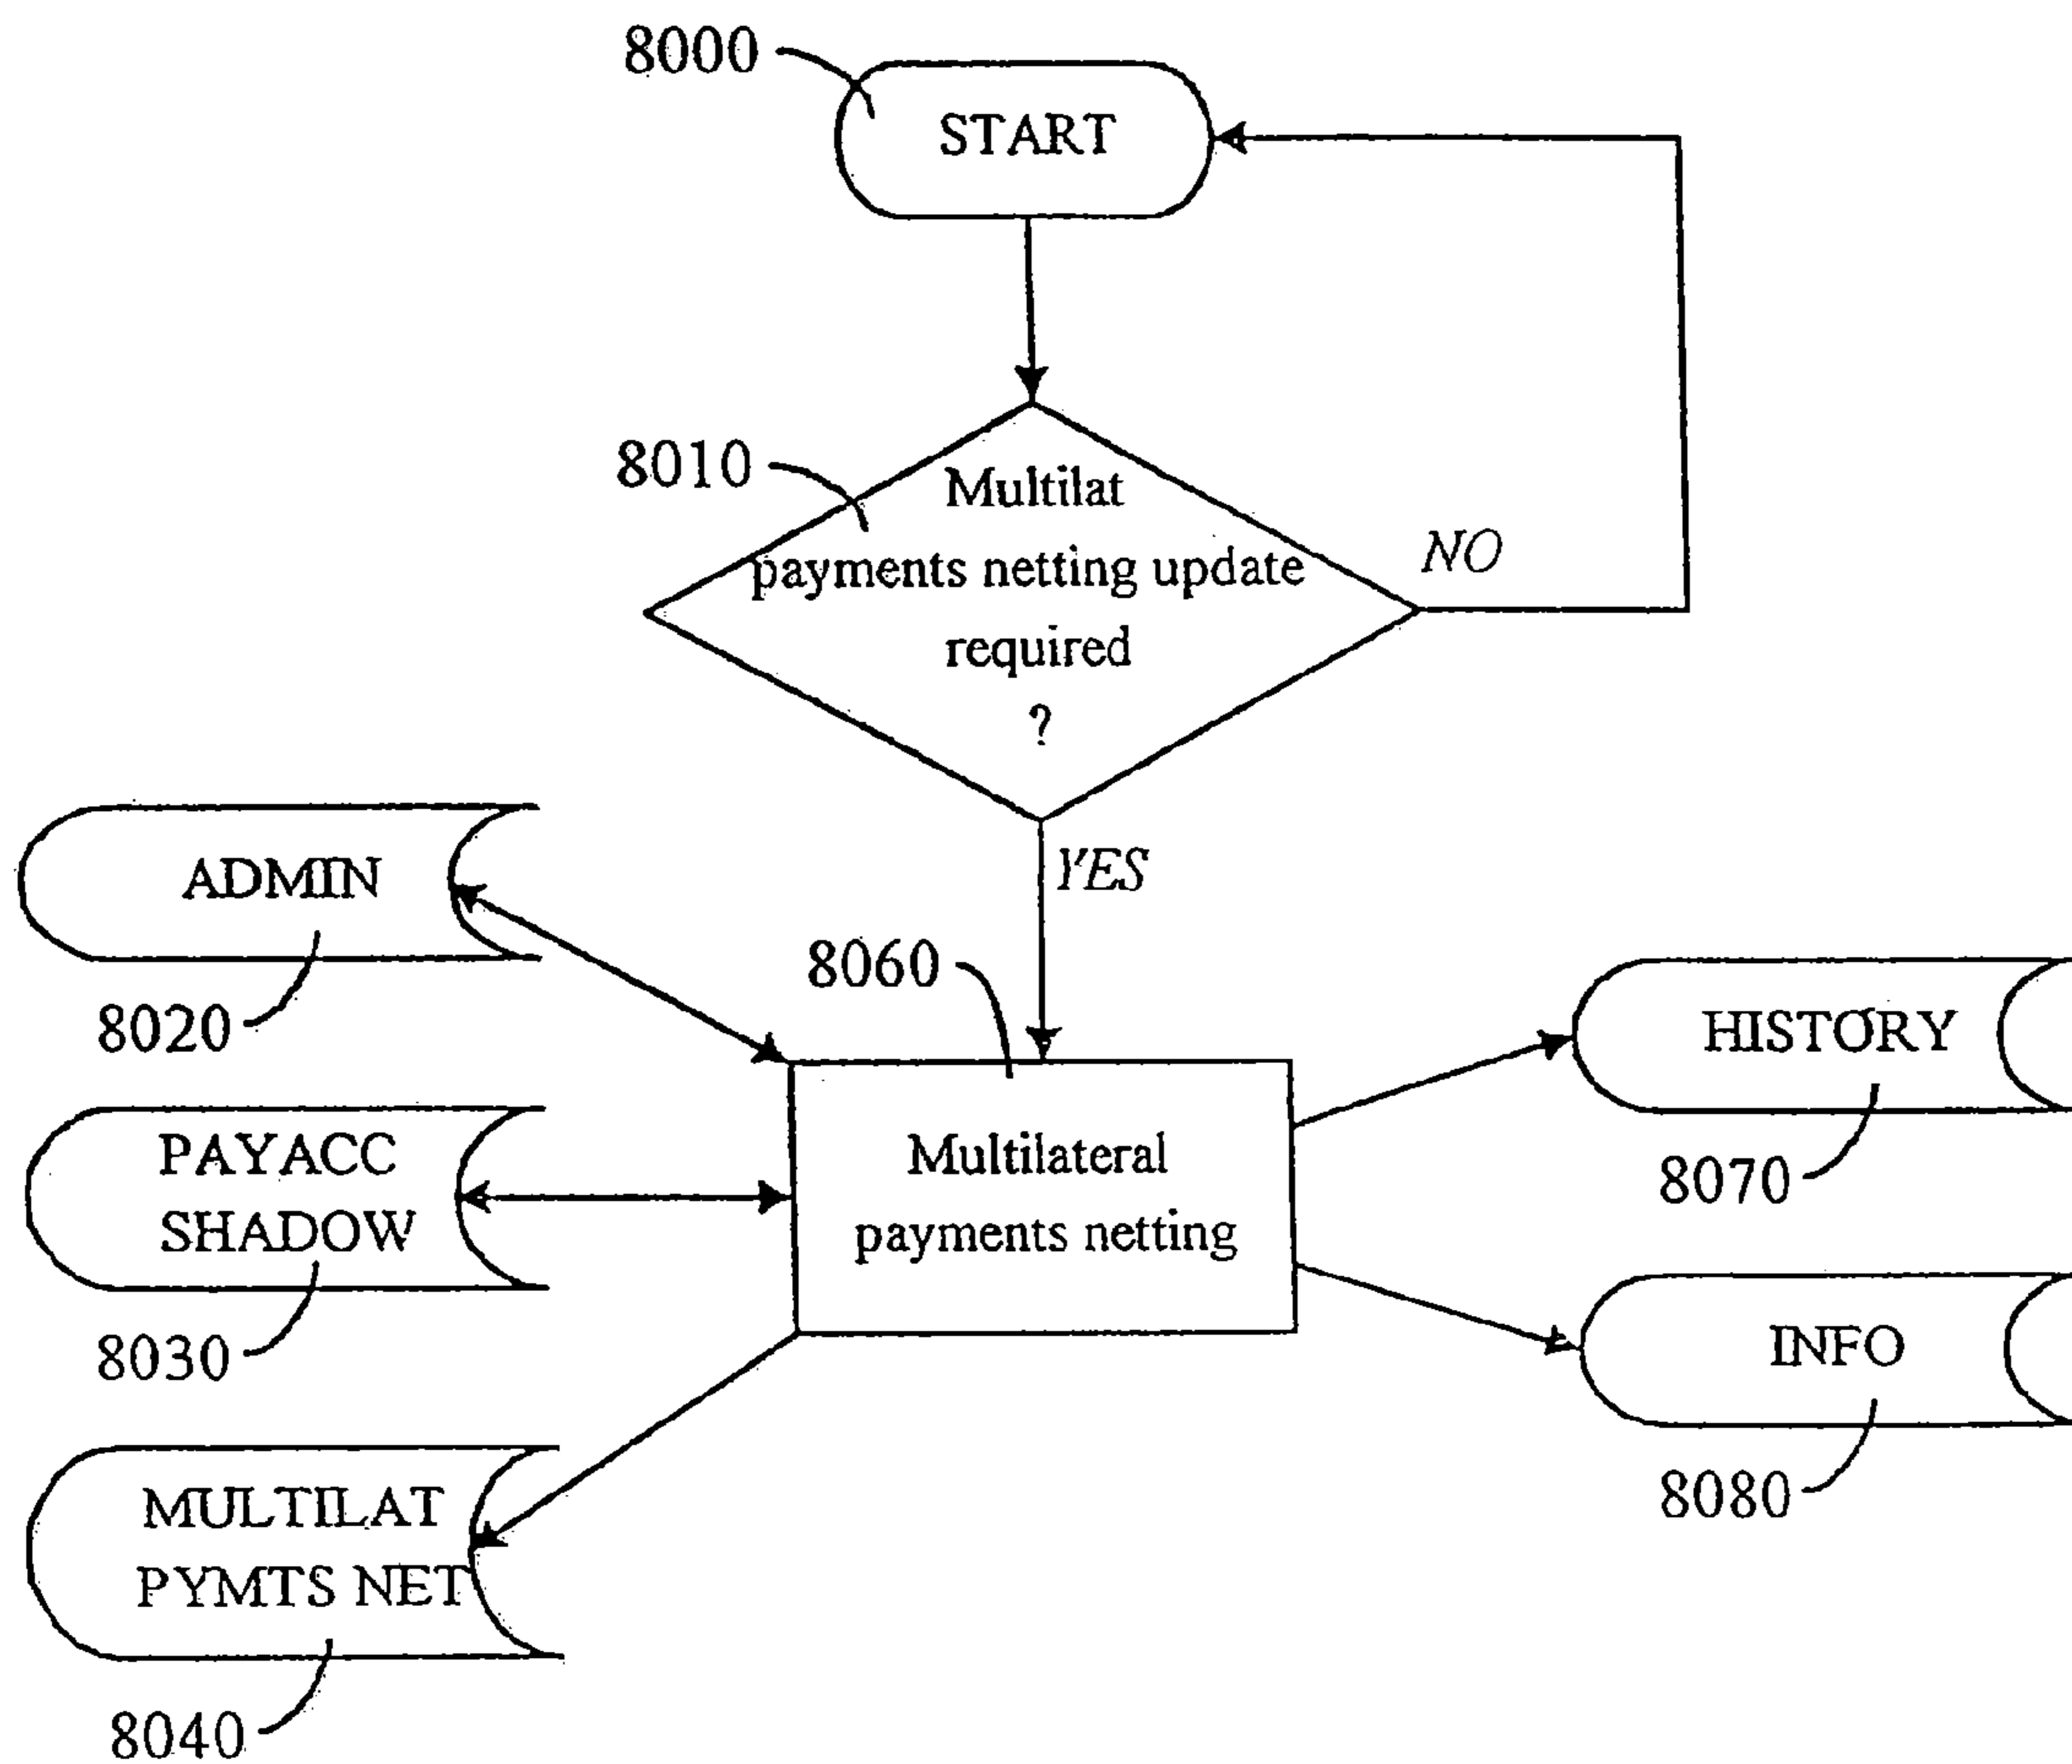 8000
START
8010
Multilat
payments netting update
required
?
NO
YES
ADMIN
8020
8060
HISTORY
8070
PAYACC
SHADOW
8030
Multilateral
payments netting
INFO
8080
MULTILAT
PYMTS NET
8040